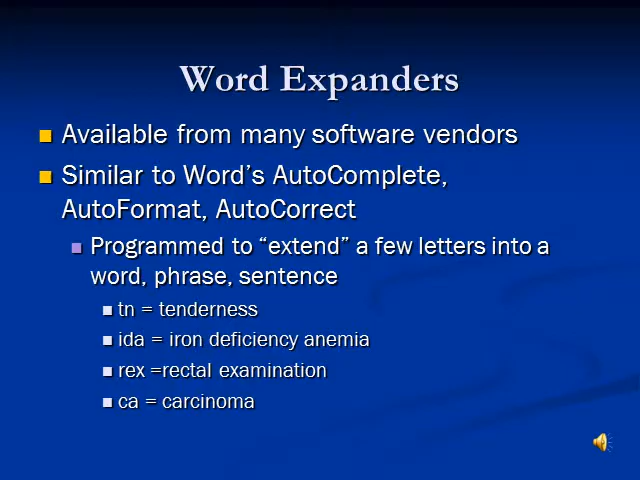 Word Expanders
Available from many software vendors
Similar to Word's AutoComplete,
AutoFormat, AutoCorrect
Programmed to “extend” a few letters into a
word, phrase, sentence
tn = tenderness
ida = iron deficiency anemia
rex =rectal examination
ca = carcinoma